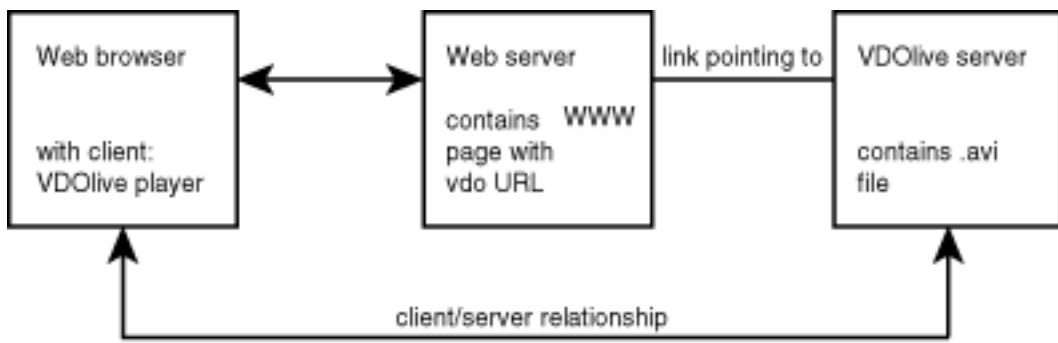 Web browser
with client:
VDOlive player
Web server
contains WWW
page with
vdo URL
link pointing to
VDOlive server
contains .avi
file
client/server relationship